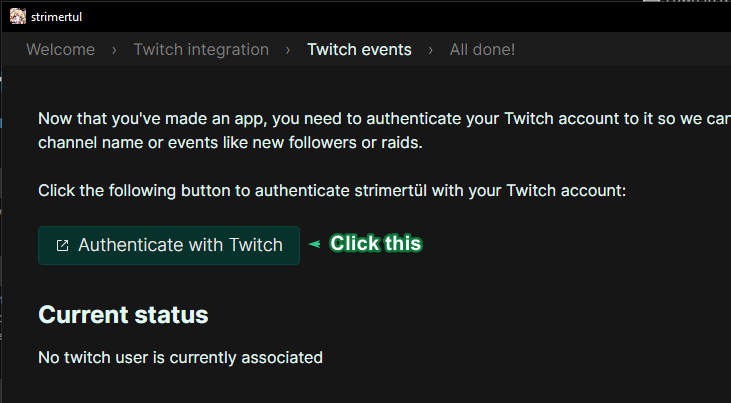 strimertul
Welcome › Twitch integration › Twitch events › All done!
Now that you've made an app, you need to authenticate your Twitch account to it so we can
channel name or events like new followers or raids.
Click the following button to authenticate strimertül with your Twitch account:
Authenticate with Twitch
Click this
Current status
No twitch user is currently associated